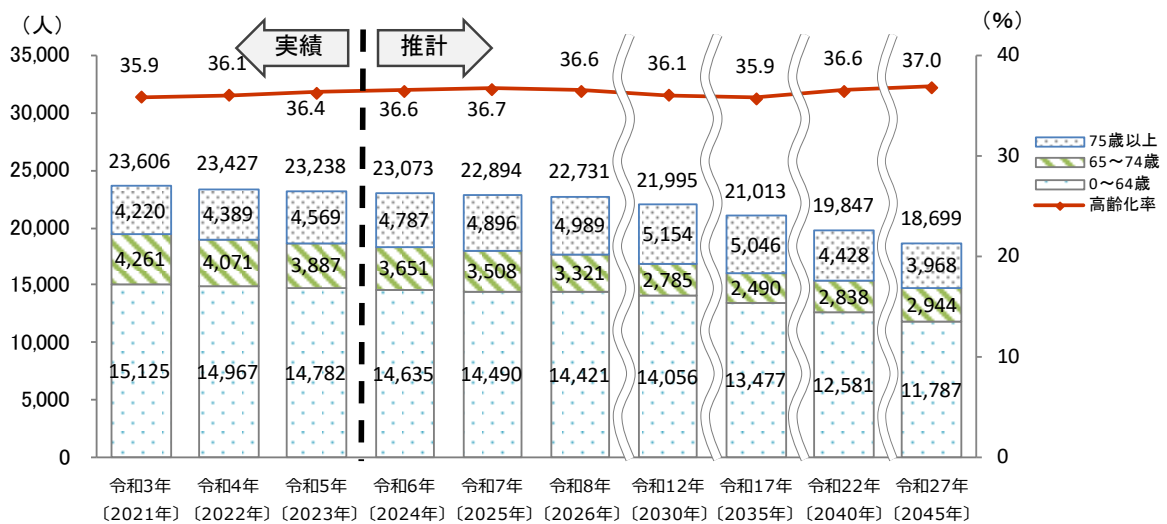 （人）
（%）
実績
推計
35,000
30,000
25,000
20,000
15,000
10,000
5,000
0
40
30
20
10
0
35.9
36.1
36.4
36.6
36.7
36.6
36.1
35.9
36.6
37.0
23,606
23,427
23,238
23,073
22,894
22,731
21,995
21,013
19,847
18,699
4,220
4,389
4,569
4,787
4,896
4,989
5,154
5,046
4,428
3,968
4,261
4,071
3,887
3,651
3,508
3,321
2,785
2,490
2,838
2,944
15,125
14,967
14,782
14,635
14,490
14,421
14,056
13,477
12,581
11,787
75歳以上
65～74歳
0～64歳
高齢化率
令和3年
〔2021年〕
令和4年
〔2022年〕
令和5年
〔2023年〕
令和6年
〔2024年〕
令和7年
〔2025年〕
令和8年
〔2026年〕
令和12年
〔2030年〕
令和17年
〔2035年〕
令和22年
〔2040年〕
令和27年
〔2045年〕